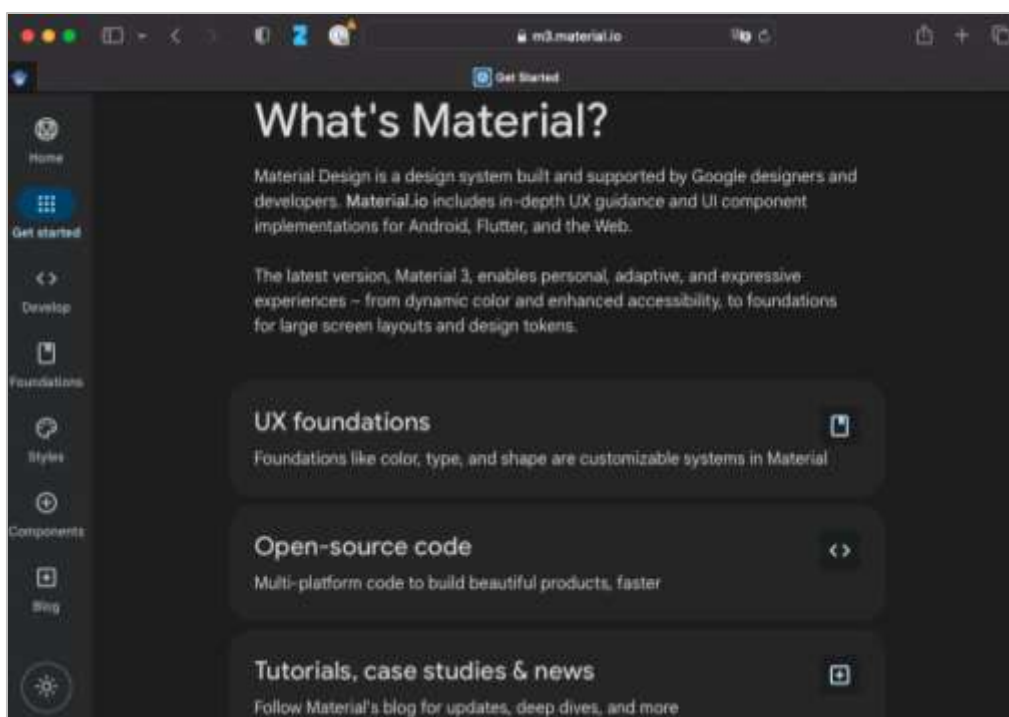 m3.material.io
Get Started
What's Material?
Home
Material Design is a design system built and supported by Google designers and
developers. Material.io includes in-depth UX guidance and UI component
implementations for Android, Flutter, and the Web.
Get started
The latest version, Material 3, enables personal, adaptive, and expressive
experiences – from dynamic color and enhanced accessibility, to foundations
for large screen layouts and design tokens.
Develop
Foundations
UX foundations
Foundations like color, type, and shape are customizable systems in Material
Styles
Components
Open-source code
Multi-platform code to build beautiful products, faster
Blog
Tutorials, case studies & news
Follow Material's blog for updates, deep dives, and more